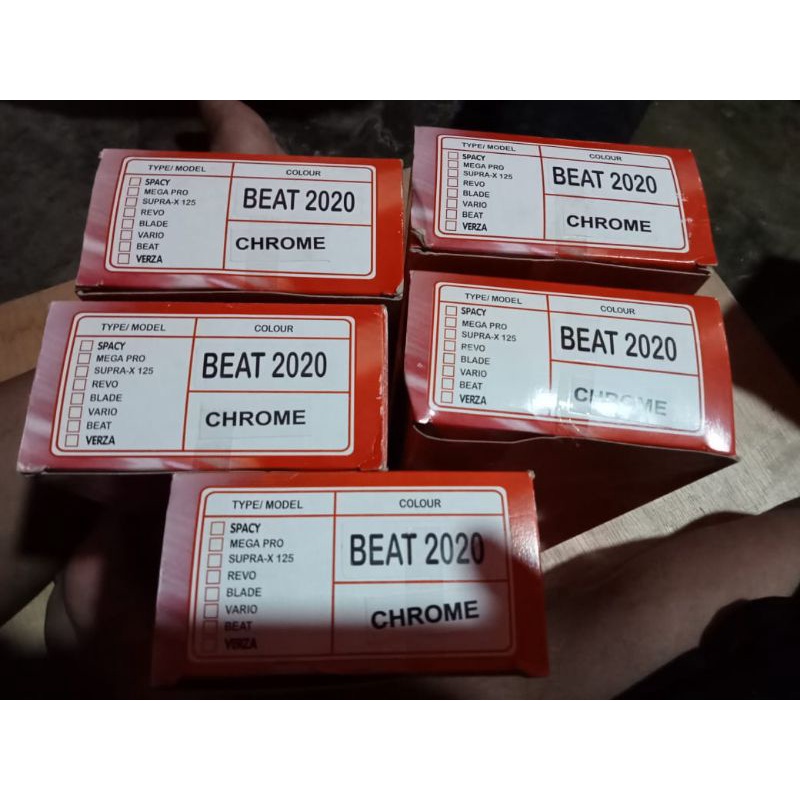 TYPE/ MODEL
COLOUR
SPACY
MEGA PRO
SUPRA-X 125
REVO
BLADE
VARIO
BEAT
VERZA
BEAT 2020
CHROME
TYPE/ MODEL
COLOUR
SPACY
MEGA PRO
SUPRA-X 125
REVO
BLADE
VARIO
BEAT
VERZA
BEAT 2020
CHROME
TYPE/ MODEL
COLOUR
SPACY
MEGA PRO
SUPRA-X 125
REVO
BLADE
VARIO
BEAT
VERZA
BEAT 2020
CHROME
TYPE/ MODEL
COLOUR
SPACY
MEGA PRO
SUPRA-X 125
REVO
BLADE
VARIO
BEAT
VERZA
BEAT 2020
CHROME
TYPE/ MODEL
COLOUR
SPACY
MEGA PRO
SUPRA-X 125
REVO
BLADE
VARIO
BEAT
VERZA
BEAT 2020
CHROME